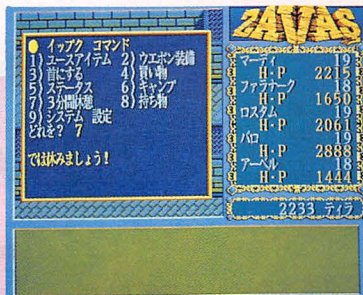 ZAVAS
イップク コマンド
1) ユースアイテム 2) ウエポン装備
3) 首にする 4) 買い物
5) ステータス 6) キャンプ
7) 3分間休憩 8) 持ち物
9) システム 設定
どれを? 7
では休みましょう!
マーティ 19
H・P 2215
ファラナーク 18
H・P 1650
ロスタム 19
H・P 2061
バロ 19
H・P 2888
アーベル 18
H・P 1444
2233 ティラ